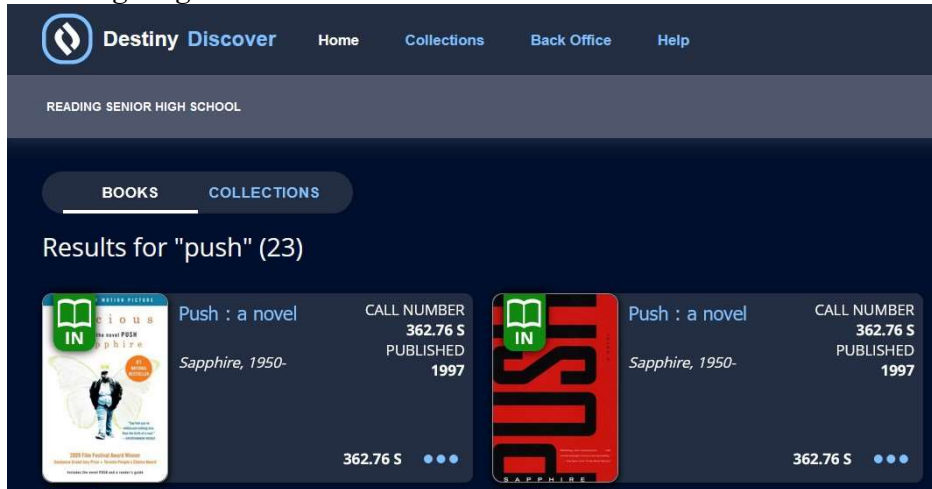 Destiny Discover Home Collections Back Office Help
READING SENIOR HIGH SCHOOL
BOOKS COLLECTIONS
Results for "push" (23)
IN
Push : a novel
Sapphire, 1950-
CALL NUMBER
362.76 S
PUBLISHED
1997
362.76 S
IN
PUSH
SAPPHIRE
Push : a novel
Sapphire, 1950-
CALL NUMBER
362.76 S
PUBLISHED
1997
362.76 S